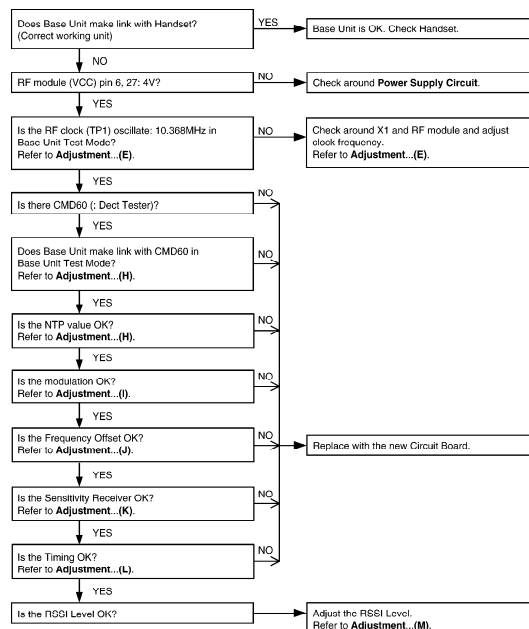 Does Base Unit make link with Handset?
(Correct working unit)
YES
Base Unit is OK. Check Handset.
NO
RF module (VCC) pin 6, 27: 4V?
NO
Check around Power Supply Circuit.
YES
Is the RF clock (TP1) oscillate: 10.368MHz in
Base Unit Test Mode?
Refer to Adjustment...(E).
NO
Check around X1 and RF module and adjust
clock frequency.
Refer to Adjustment...(E).
YES
Is there CMD60 (: Dect Tester)?
NO
YES
Does Base Unit make link with CMD60 in
Base Unit Test Mode?
Refer to Adjustment...(H).
NO
YES
Is the NTP value OK?
Refer to Adjustment...(H).
NO
YES
Is the modulation OK?
Refer to Adjustment...(I).
NO
YES
Is the Frequency Offset OK?
Refer to Adjustment...(J).
NO
Replace with the new Circuit Board.
YES
Is the Sensitivity Receiver OK?
Refer to Adjustment...(K).
NO
YES
Is the Timing OK?
Refer to Adjustment...(L).
NO
YES
Is the RSSI Level OK?
Adjust the RSSI Level.
Refer to Adjustment...(M).